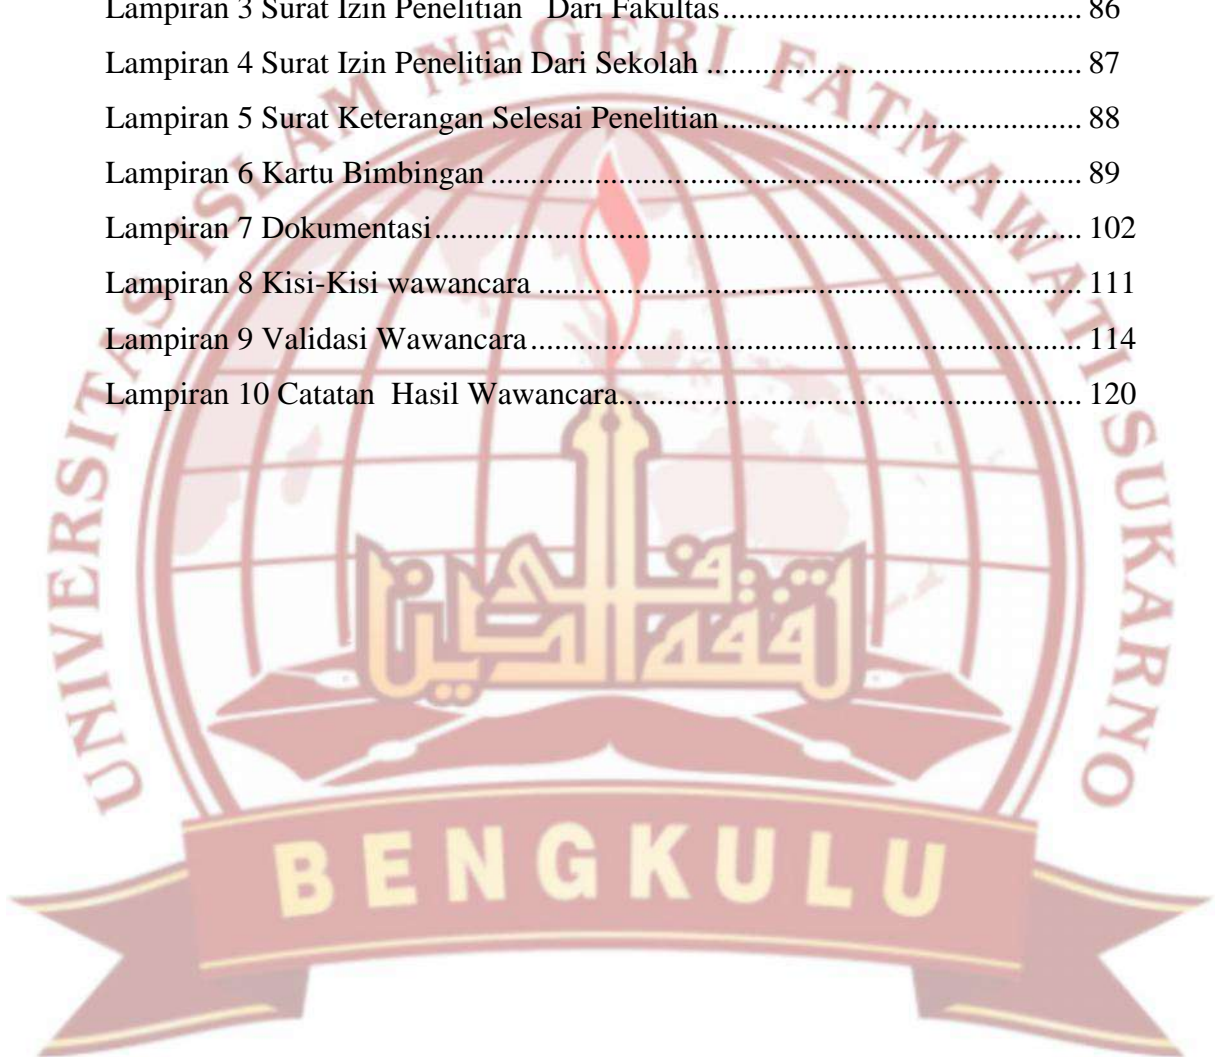 Lampiran 3 Surat Izin Penelitian   Dari Fakultas............................................. 86
Lampiran 4 Surat Izin Penelitian Dari Sekolah ............................................... 87
Lampiran 5 Surat Keterangan Selesai Penelitian............................................. 88
Lampiran 6 Kartu Bimbingan.......................................................................... 89
Lampiran 7 Dokumentasi................................................................................. 102
Lampiran 8 Kisi-Kisi wawancara .................................................................... 111
Lampiran 9 Validasi Wawancara..................................................................... 114
Lampiran 10 Catatan  Hasil Wawancara.......................................................... 120
UNIVERSITAS ISLAM NEGERI FATMAWATI SUKARNO
BENGKULU